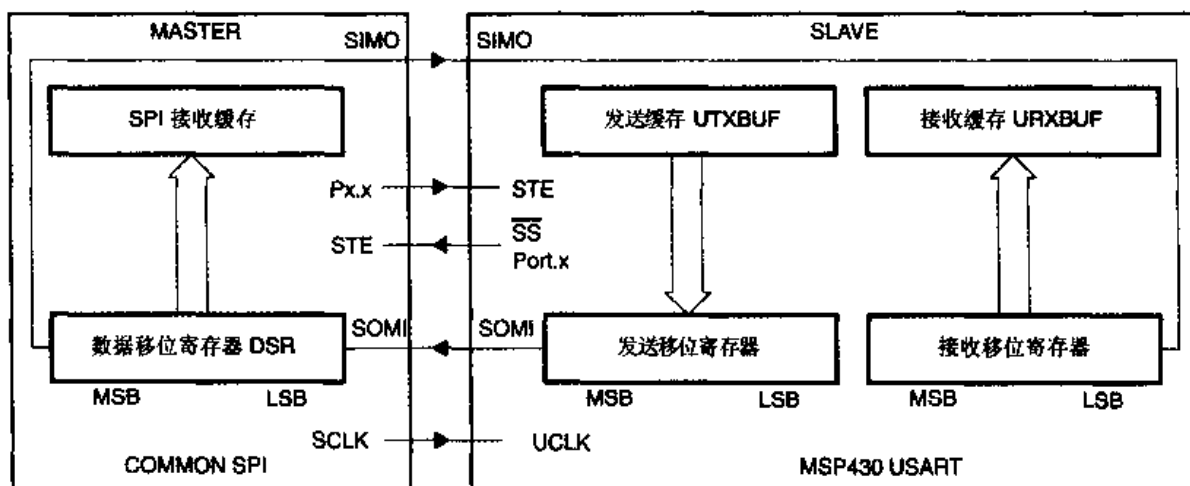 MASTER
SLAVE
SIMO
SIMO
SPI 接收缓存
发送缓存 UTXBUF
接收缓存 URXBUF
Px.x
STE
STE
SS
Port.x
SOMI
SOMI
数据移位寄存器 DSR
发送移位寄存器
接收移位寄存器
MSB
LSB
MSB
LSB
MSB
LSB
SCLK
UCLK
COMMON SPI
MSP430 USART